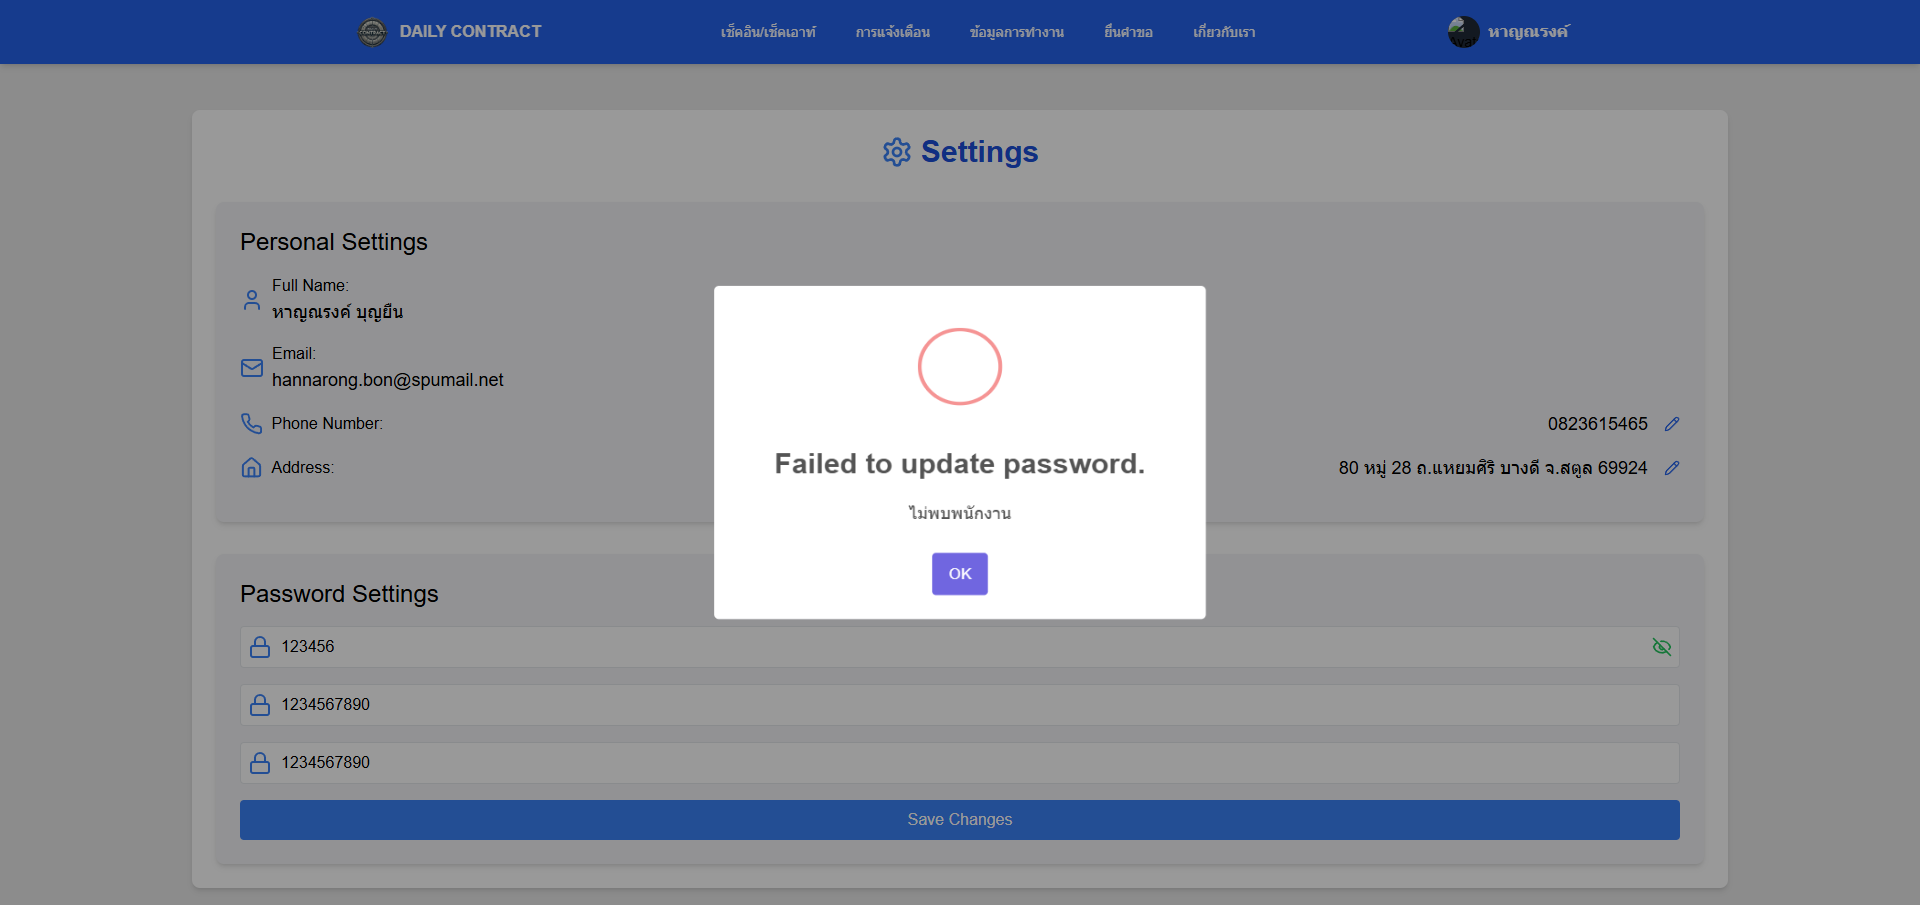 DAILY CONTRACT
เช็คอิน/เช็คเอาท์ การแจ้งเตือน ข้อมูลการทำงาน ยื่นคำขอ เกี่ยวกับเรา
หาญณรงค์
Settings
Personal Settings
Full Name:
หาญณรงค์ บุญยืน
Email:
hannarong.bon@spumail.net
Phone Number: 0823615465
Address: 80 หมู่ 28 ถ.แหยมศิริ บางดี จ.สตูล 69924
Failed to update password.
ไม่พบพนักงาน
OK
Password Settings
123456
1234567890
1234567890
Save Changes